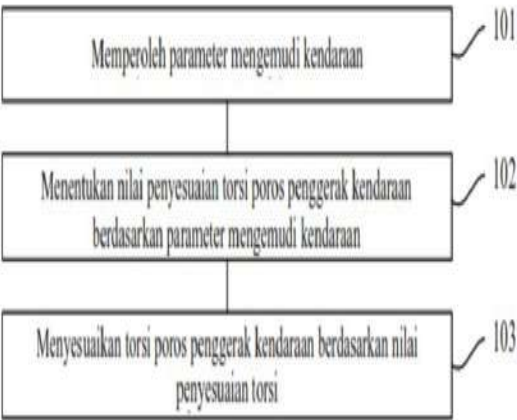 101
Memperoleh parameter mengemudi kendaraan
102
Menentukan nilai penyesuaian torsi poros penggerak kendaraan
berdasarkan parameter mengemudi kendaraan
103
Menyesuaikan torsi poros penggerak kendaraan berdasarkan nilai
penyesuaian torsi